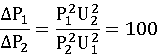 ΔP₁/ΔP₂ = P₁²U₂²/P₂²U₁² = 100